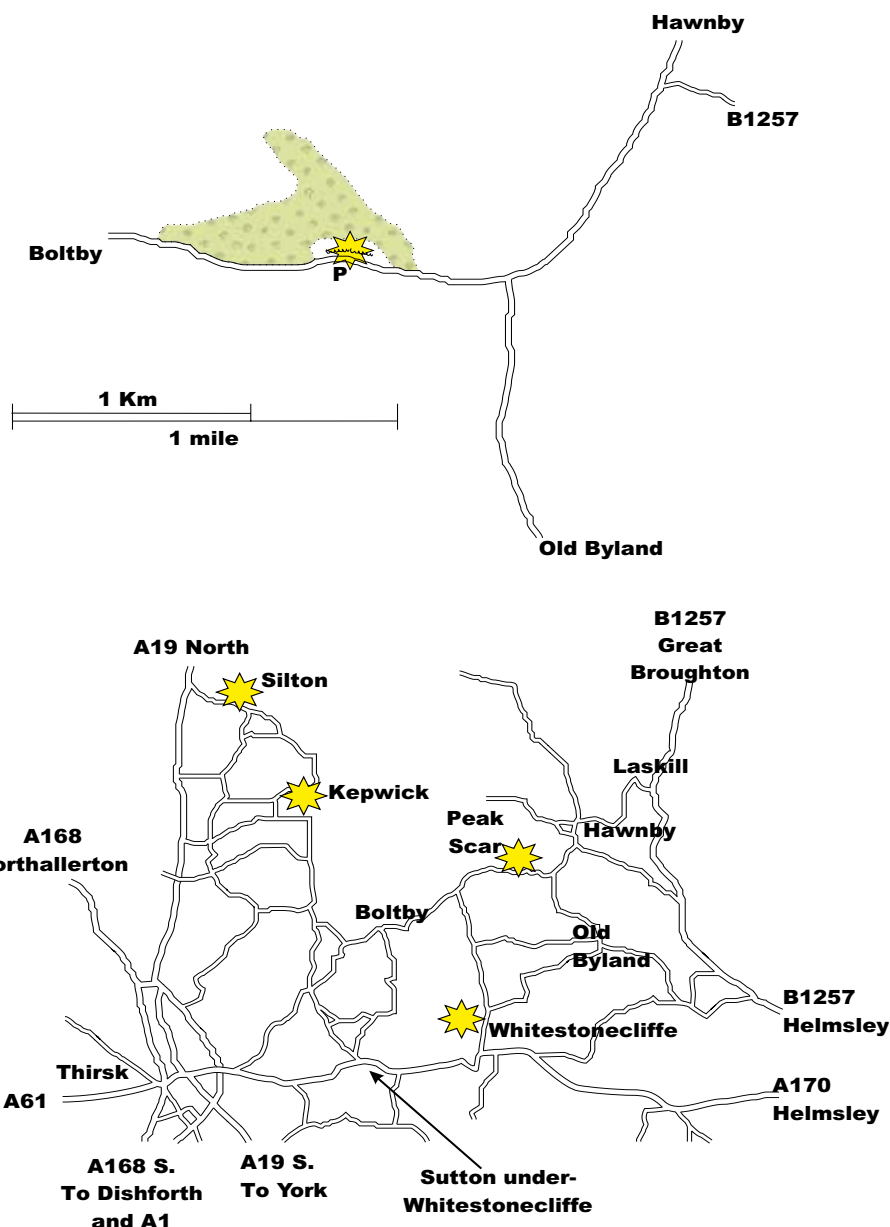 Hawnby
B1257
Boltby
P
1 Km
1 mile
Old Byland
B1257
Great
Broughton
A19 North
Silton
Laskill
Kepwick
Peak
Scar
Hawnby
A168
orthallerton
Boltby
Old
Byland
B1257
Helmsley
Whitestonecliffe
Thirsk
A61
A170
Helmsley
A168 S.
To Dishforth
and A1
A19 S.
To York
Sutton under-
Whitestonecliffe